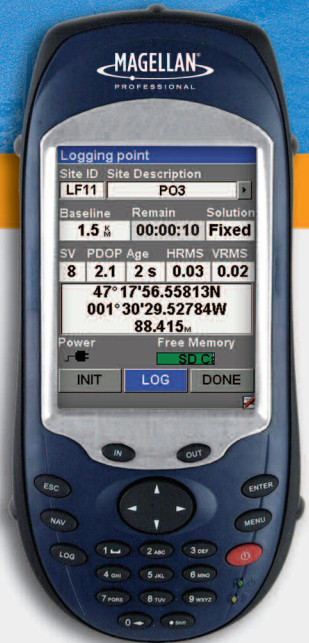 MAGELLAN®
PROFESSIONAL
Logging point
Site ID Site Description
LF11 PO3
Baseline Remain Solution
1.5 KM 00:00:10 Fixed
SV PDOP Age HRMS VRMS
8 2.1 2 s 0.03 0.02
47°17'56.55813N
001°30'29.52784W
88.415M
Power Free Memory
SD C
INIT LOG DONE
IN OUT
ESC ENTER
NAV MENU
LOG 1 2 ABC 3 DEF
4 GHI 5 JKL 6 MNO
7 PQRS 8 TUV 9 WXYZ
0 Shift